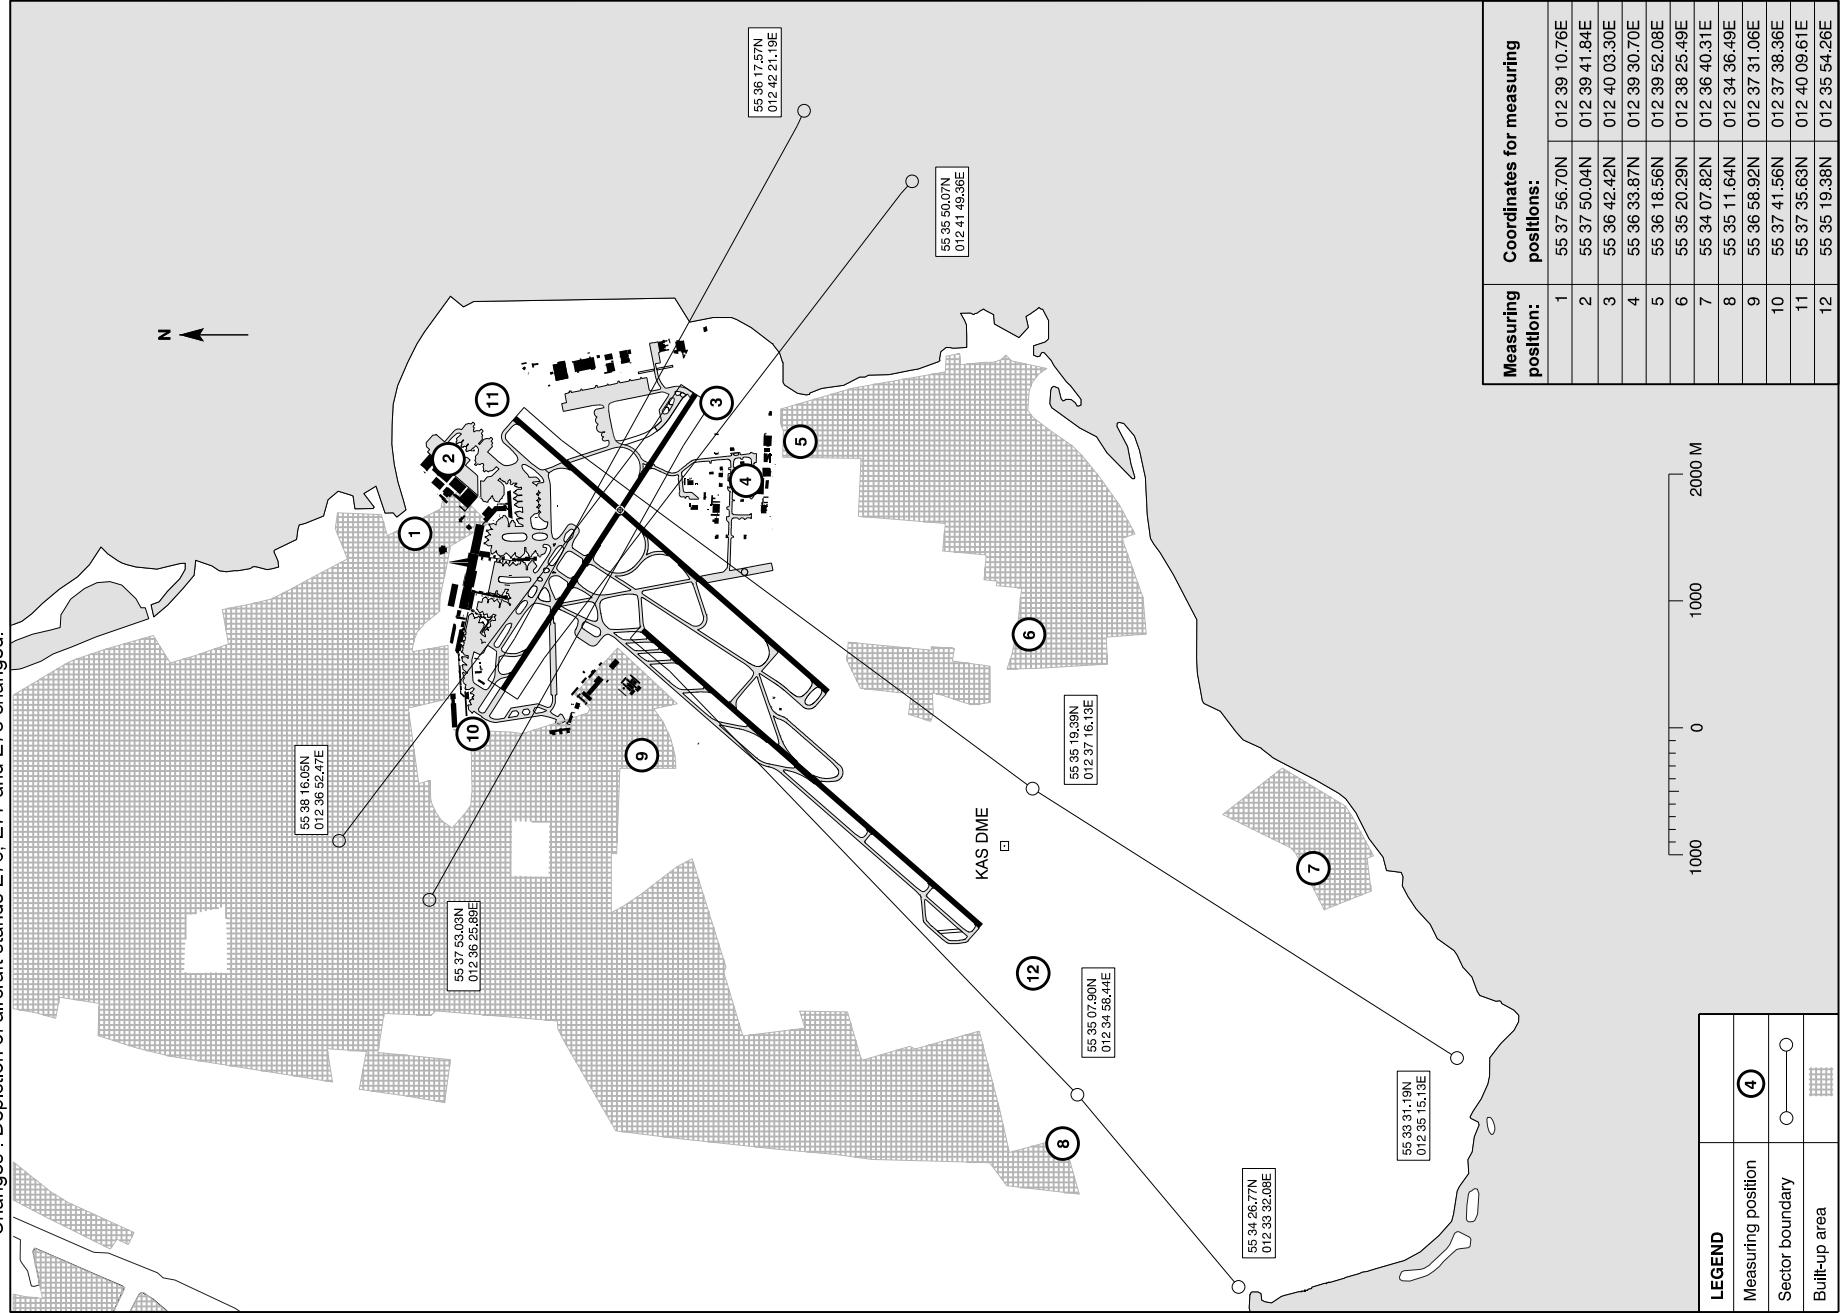 Changes : Depiction of aircraft stands and changed.
N
55 36 17.57N
012 42 21.19E
55 35 50.07N
012 41 49.36E
55 38 16.05N
012 36 52.47E
55 37 53.03N
012 36 25.89E
55 35 19.39N
012 37 16.13E
55 35 07.90N
012 34 58.44E
55 33 31.19N
012 35 15.13E
55 34 26.77N
012 33 32.08E
KAS DME
1
2
3
4
5
6
7
8
9
10
11
12
1000 0 1000 2000 M
Measuring position: Coordinates for measuring positions:
1 55 37 56.70N 012 39 10.76E
2 55 37 50.04N 012 39 41.84E
3 55 36 42.42N 012 40 03.30E
4 55 36 33.87N 012 39 30.70E
5 55 36 18.56N 012 39 52.08E
6 55 35 20.29N 012 38 25.49E
7 55 34 07.82N 012 36 40.31E
8 55 35 11.64N 012 34 36.49E
9 55 36 58.92N 012 37 31.06E
10 55 37 41.56N 012 37 38.36E
11 55 37 35.63N 012 40 09.61E
12 55 35 19.38N 012 35 54.26E
LEGEND
Measuring position 4
Sector boundary
Built-up area